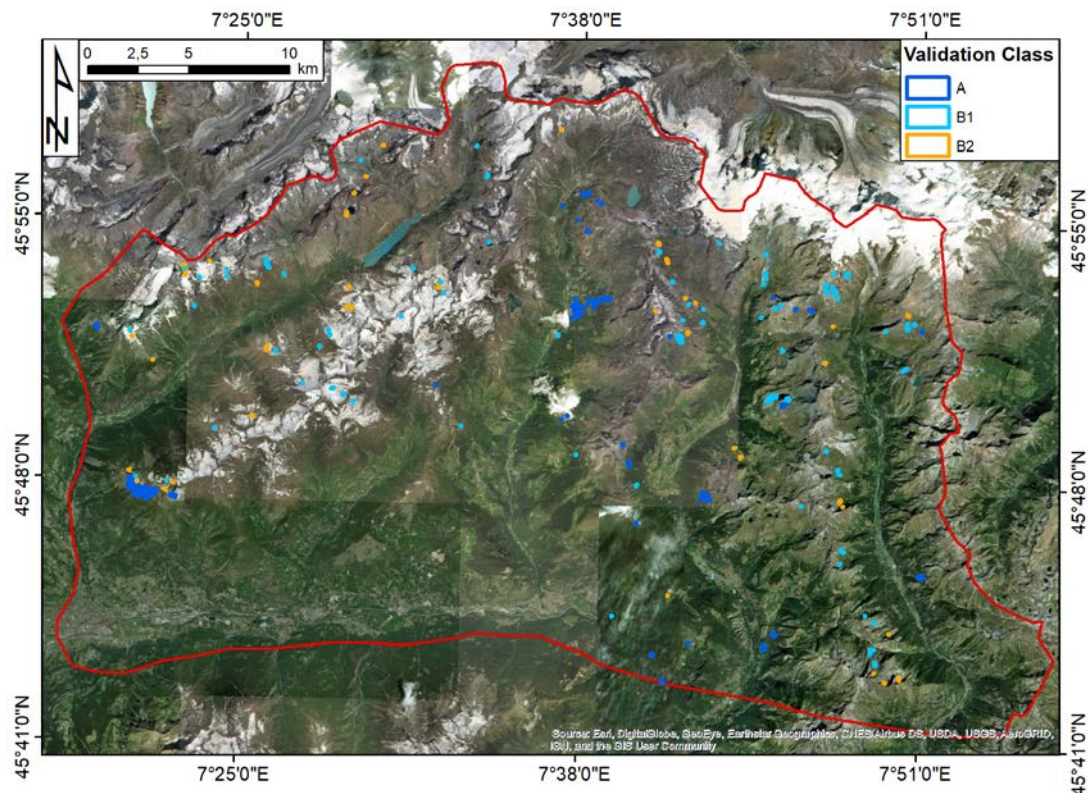 7°25'0"E 7°38'0"E 7°51'0"E
0 2,5 5 10
km
N
Validation Class
A
B1
B2
45°55'0"N 45°55'0"N
45°48'0"N 45°48'0"N
45°41'0"N 45°41'0"N
Source: Esri, DigitalGlobe, GeoEye, Earthstar Geographics, CNES/Airbus DS, USDA, USGS, AeroGRID,
IGN, and the GIS User Community
7°25'0"E 7°38'0"E 7°51'0"E